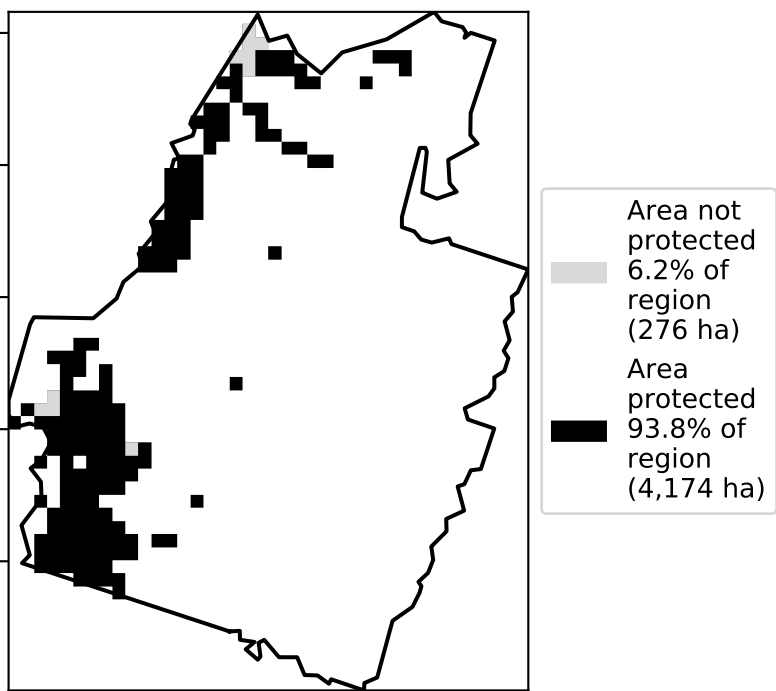 Area not
protected
6.2% of
region
(276 ha)
Area
protected
93.8% of
region
(4,174 ha)